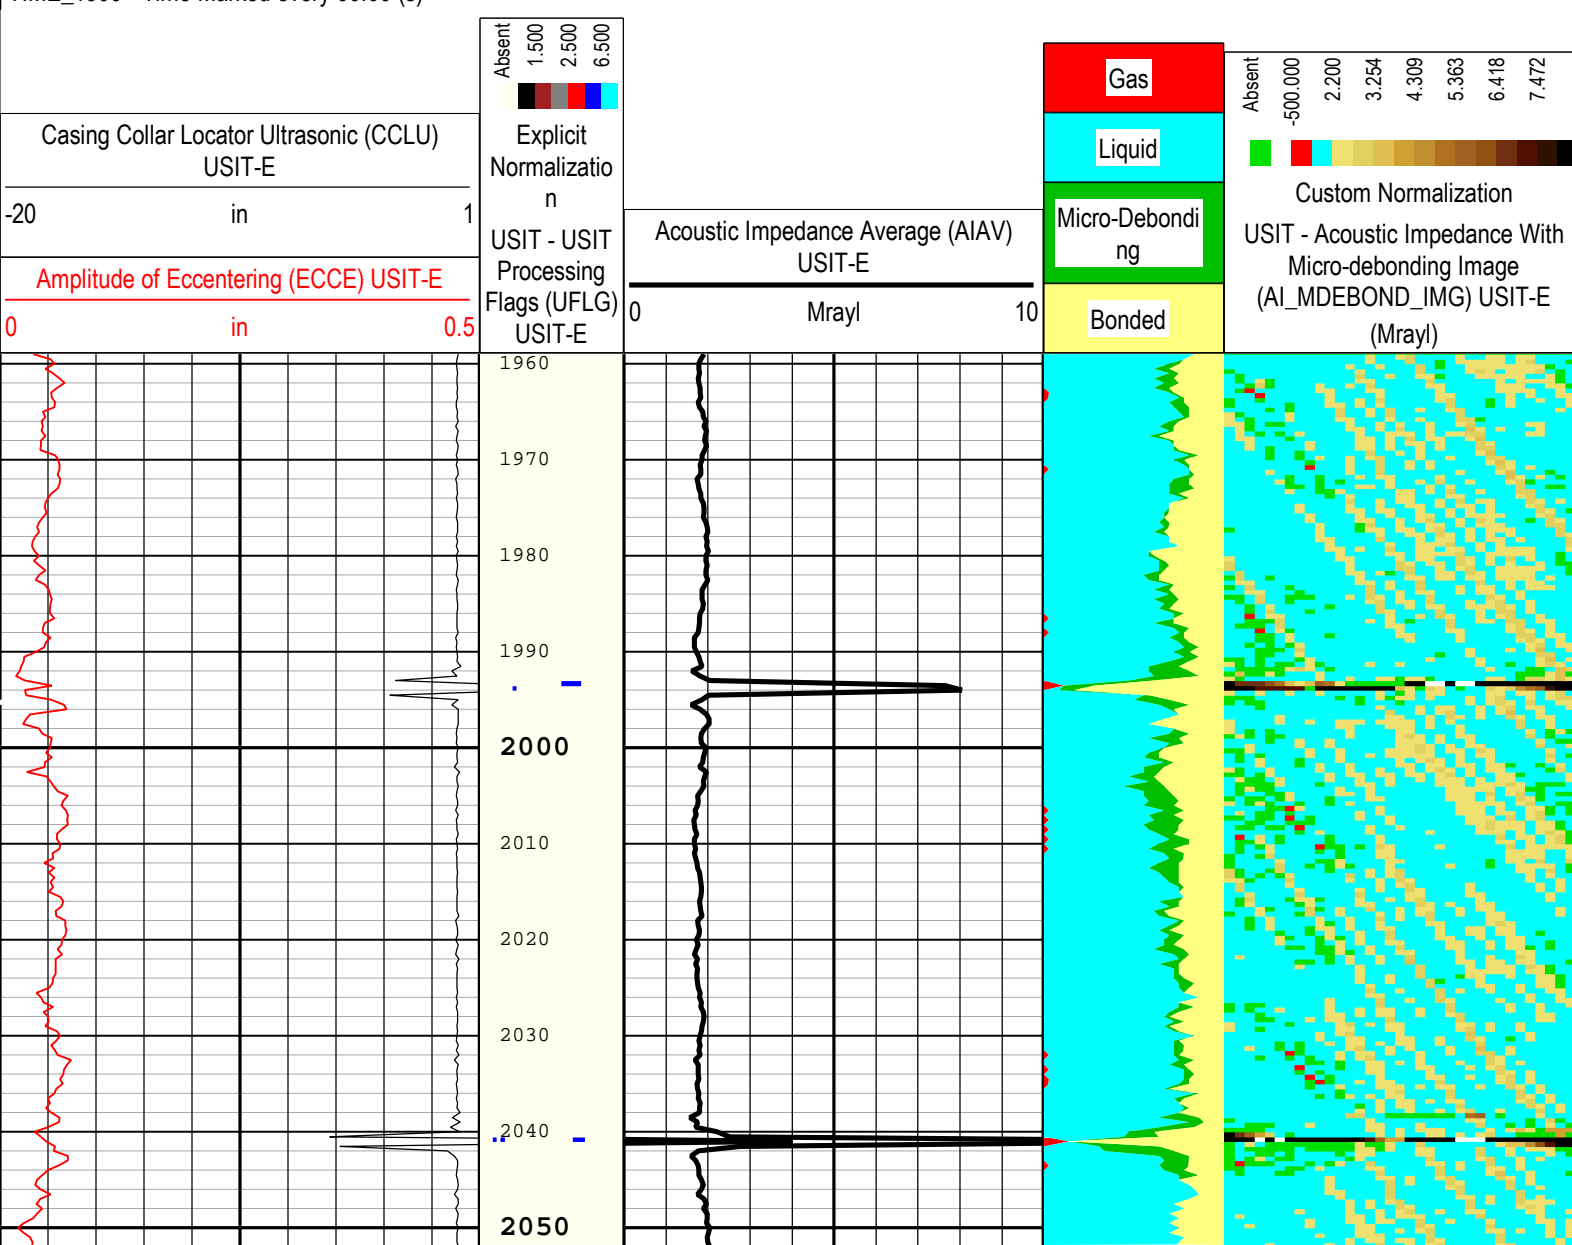 Absent
1.500
2.500
6.500
Explicit
Normalizatio
n
USIT - USIT
Processing
Flags (UFLG)
USIT-E
Casing Collar Locator Ultrasonic (CCLU)
USIT-E
-20 in 1
Amplitude of Eccentering (ECCE) USIT-E
0 in 0.5
Acoustic Impedance Average (AIAV)
USIT-E
0 Mrayl 10
Gas
Liquid
Micro-Debondi
ng
Bonded
Absent
-500.000
2.200
3.254
4.309
5.363
6.418
7.472
Custom Normalization
USIT - Acoustic Impedance With
Micro-debonding Image
(AI_MDEBOND_IMG) USIT-E
(Mrayl)
1960
1970
1980
1990
2000
2010
2020
2030
2040
2050